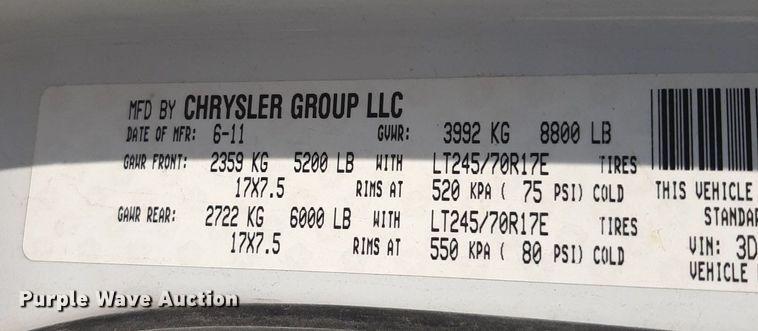 MFD BY CHRYSLER GROUP LLC
DATE OF MFR: 6-11 GVWR: 3992 KG 8800 LB
GAWR FRONT: 2359 KG 5200 LB WITH LT245/70R17E TIRES
17X7.5 RIMS AT 520 KPA ( 75 PSI) COLD
GAWR REAR: 2722 KG 6000 LB WITH LT245/70R17E TIRES
17X7.5 RIMS AT 550 KPA ( 80 PSI) COLD
THIS VEHICLE
STANDAR
VIN: 3D
VEHICLE
Purple Wave Auction